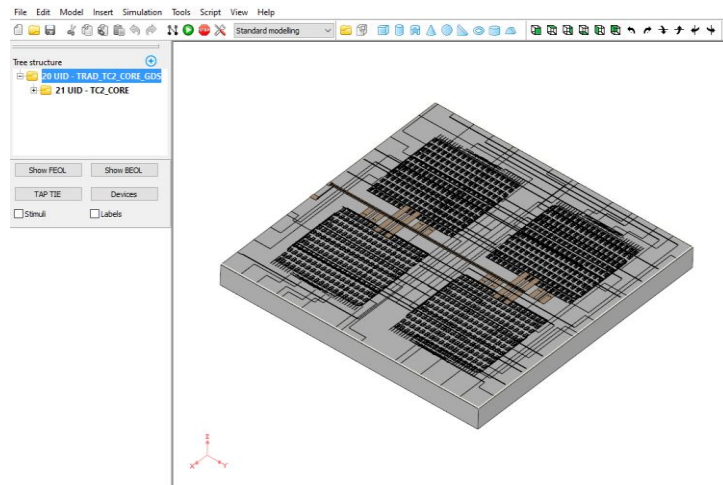 File Edit Model Insert Simulation Tools Script View Help
Standard modelling
Tree structure
20 UID - TRAD_TC2_CORE_GDS
21 UID - TC2_CORE
Show FEOL Show BEOL
TAP TIE Devices
Stimuli Labels
Z
X Y